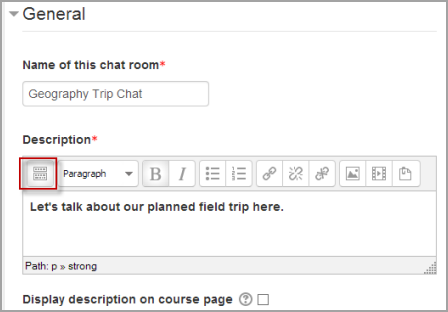 General
Name of this chat room*
Geography Trip Chat
Description*
Paragraph B I
Let's talk about our planned field trip here.
Path: p » strong
Display description on course page ?